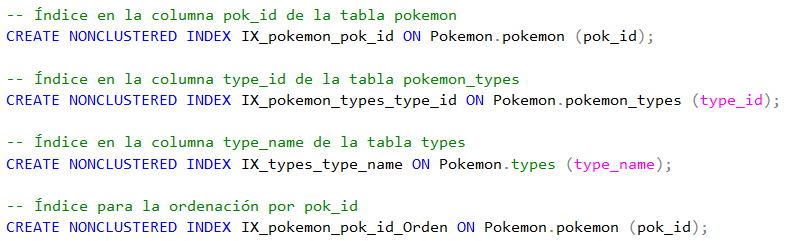 -- Índice en la columna pok_id de la tabla pokemon
CREATE NONCLUSTERED INDEX IX_pokemon_pok_id ON Pokemon.pokemon (pok_id);
-- Índice en la columna type_id de la tabla pokemon_types
CREATE NONCLUSTERED INDEX IX_pokemon_types_type_id ON Pokemon.pokemon_types (type_id);
-- Índice en la columna type_name de la tabla types
CREATE NONCLUSTERED INDEX IX_types_type_name ON Pokemon.types (type_name);
-- Índice para la ordenación por pok_id
CREATE NONCLUSTERED INDEX IX_pokemon_pok_id_Orden ON Pokemon.pokemon (pok_id);